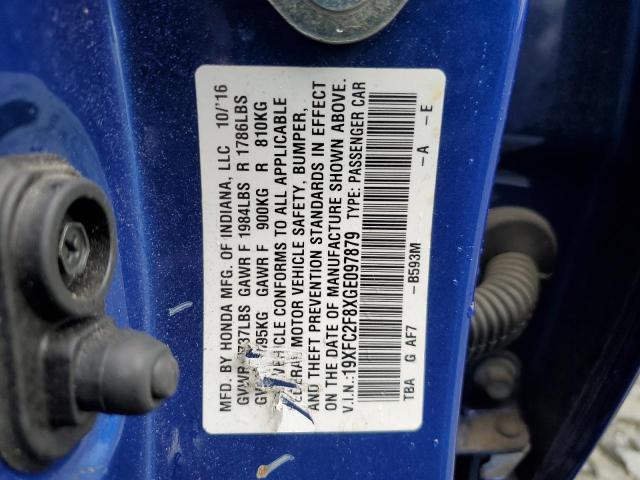 MFD. BY HONDA MFG. OF INDIANA, LLC 10/'16
37LBS GAWR F 1984LBS R 1786LBS
95KG GAWR F 900KG R 810KG
VEHICLE CONFORMS TO ALL APPLICABLE
MOTOR VEHICLE SAFETY, BUMPER,
AND THEFT PREVENTION STANDARDS IN EFFECT
ON THE DATE OF MANUFACTURE SHOWN ABOVE.
V.I.N.:19XFC2F8XGE097879 TYPE: PASSENGER CAR
TBA G AF7 -B593M -A -E